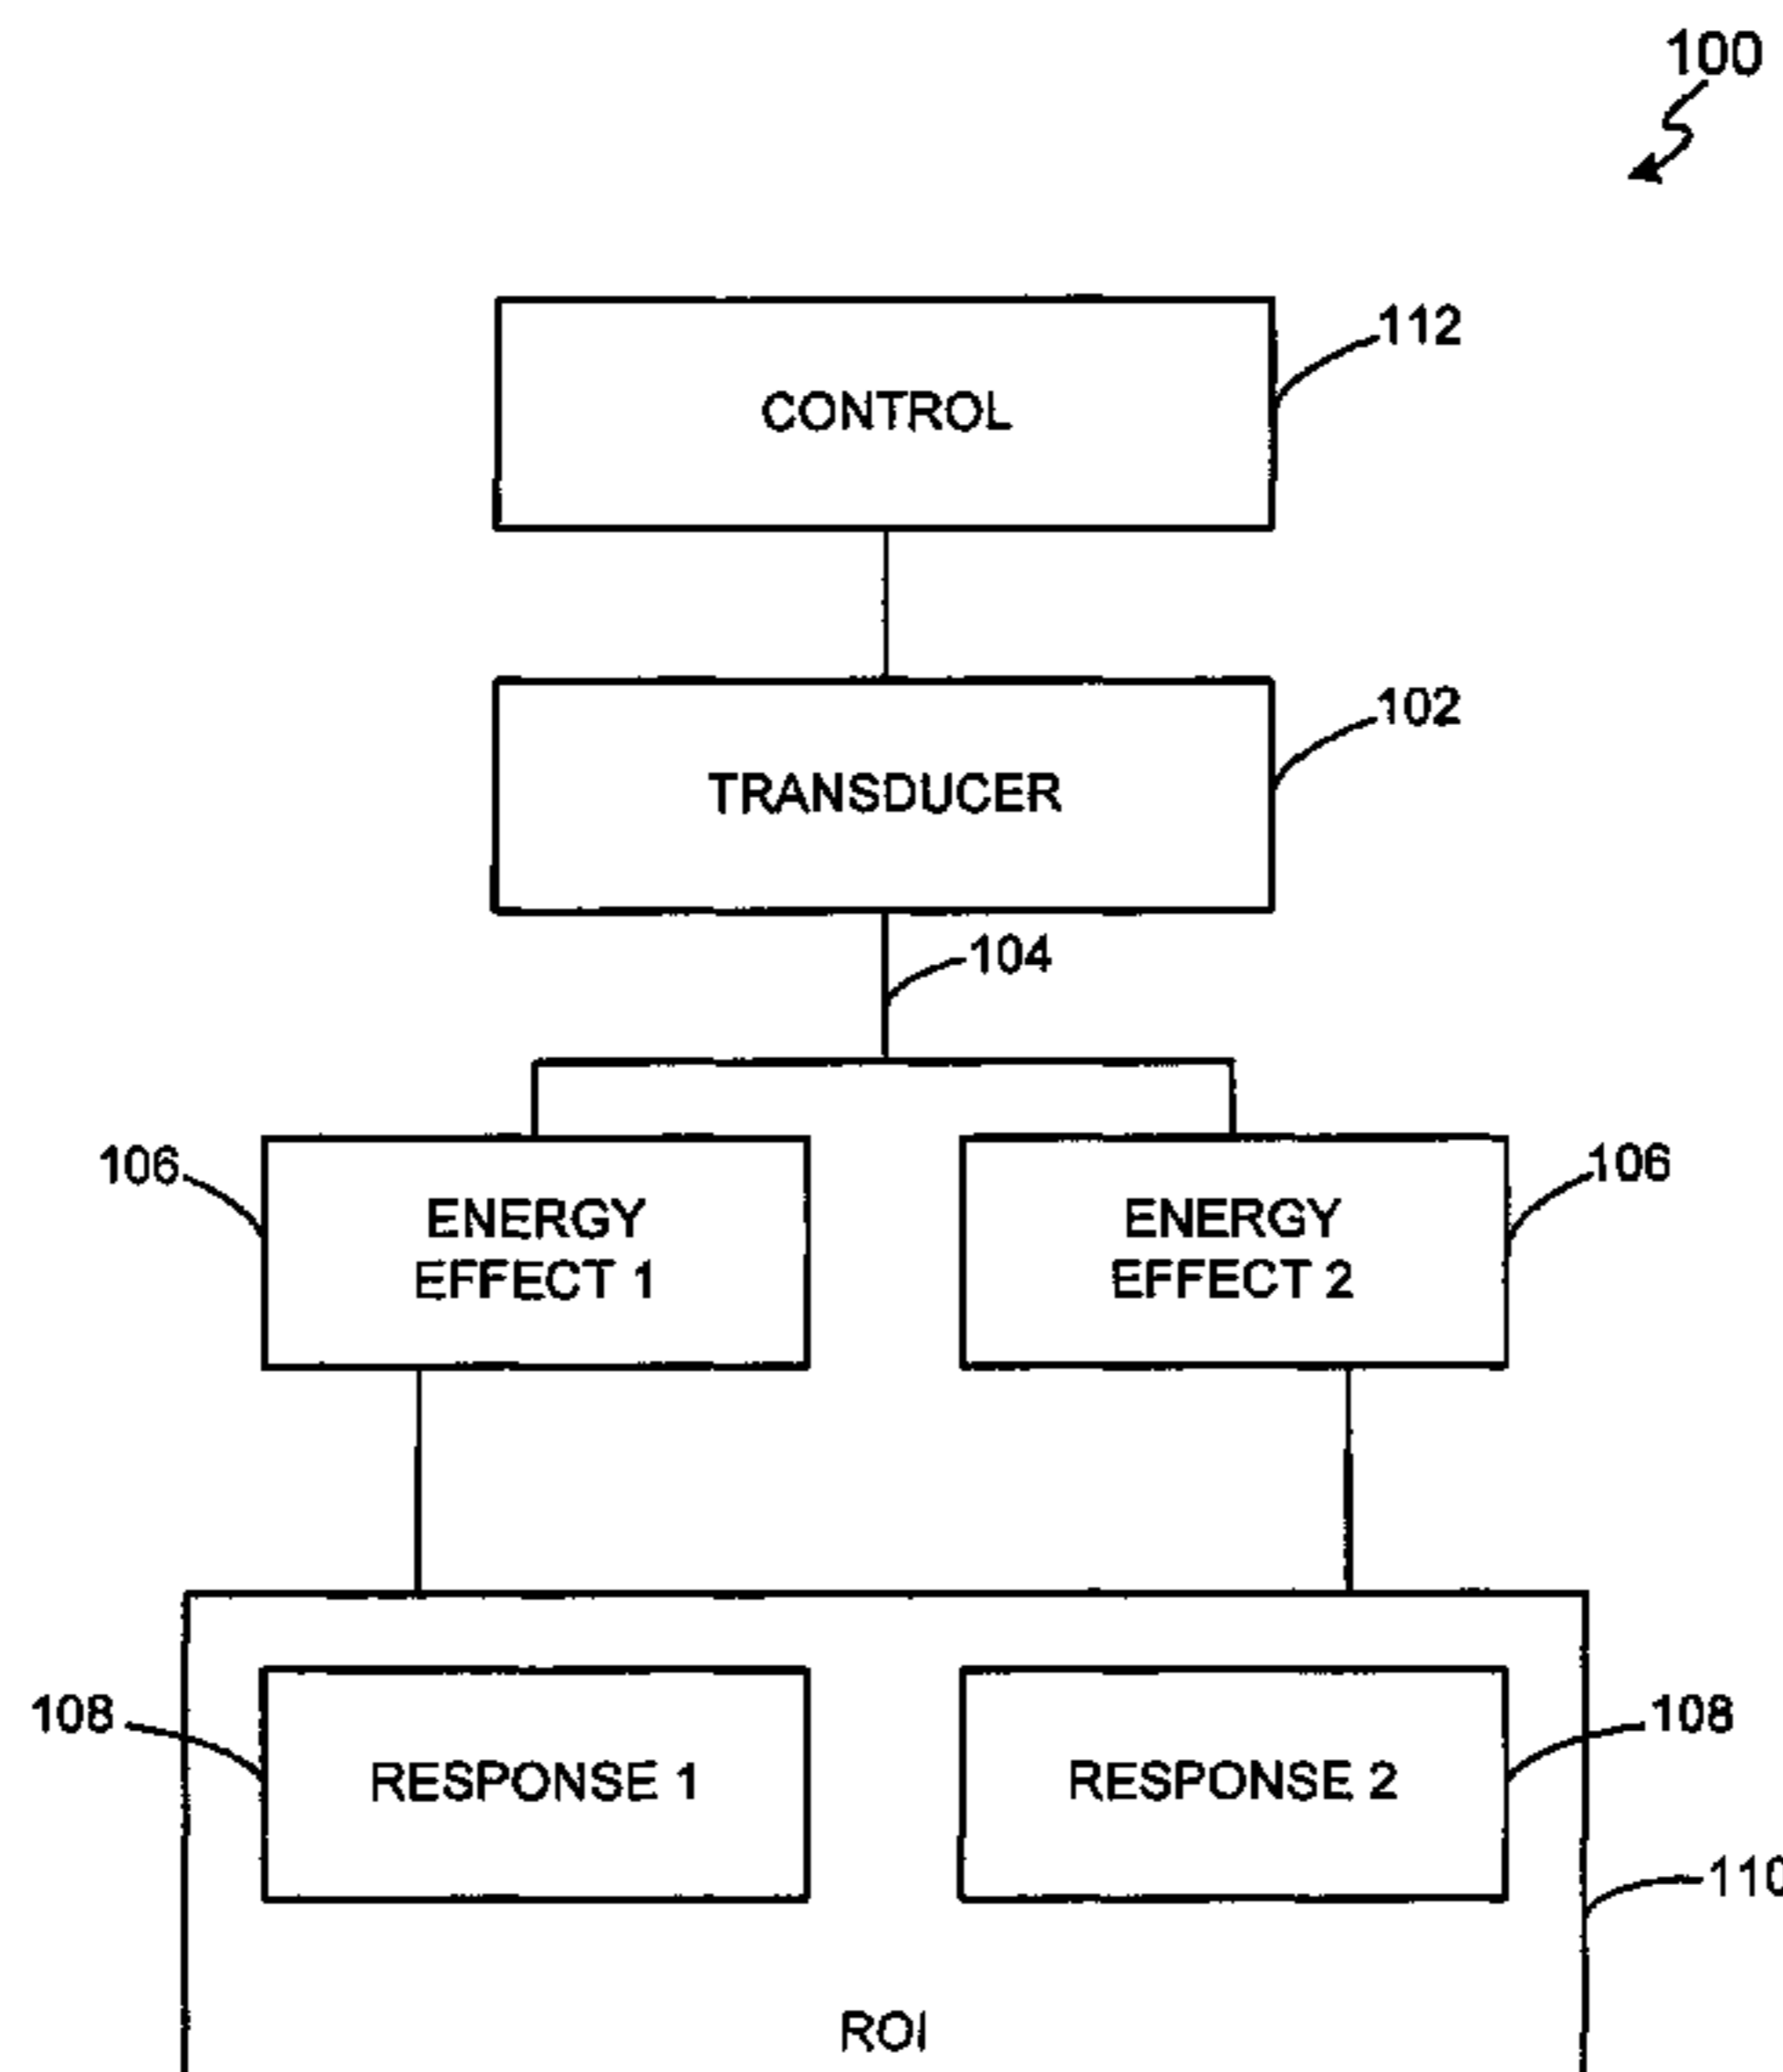 100
112
CONTROL
102
TRANSDUCER
104
106
ENERGY
EFFECT 1
106
ENERGY
EFFECT 2
108
RESPONSE 1
108
RESPONSE 2
110
ROI